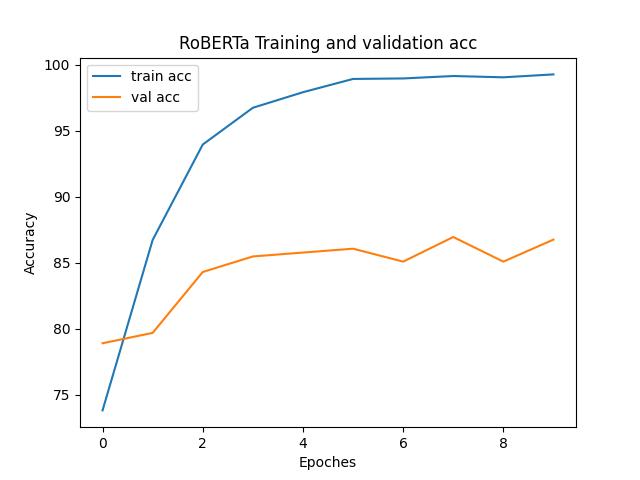 RoBERTa Training and validation acc
train acc
val acc
100
95
90
85
80
75
Accuracy
0 2 4 6 8
Epoches